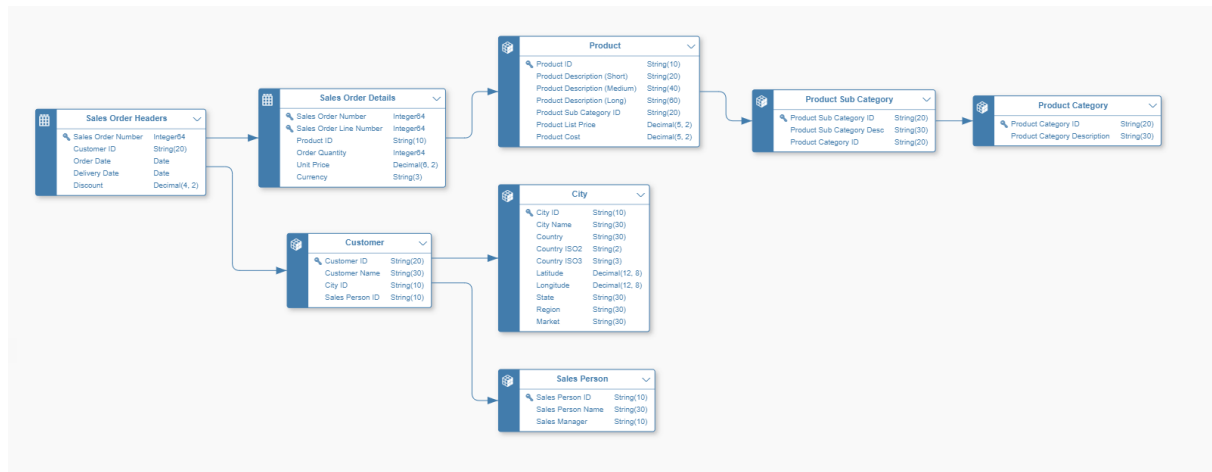 Sales Order Headers
Sales Order Number Integer64
Customer ID String(20)
Order Date Date
Delivery Date Date
Discount Decimal(4, 2)
Sales Order Details
Sales Order Number Integer64
Sales Order Line Number Integer64
Product ID String(10)
Order Quantity Integer64
Unit Price Decimal(6, 2)
Currency String(3)
Product
Product ID String(10)
Product Description (Short) String(20)
Product Description (Medium) String(40)
Product Description (Long) String(60)
Product Sub Category ID String(20)
Product List Price Decimal(5, 2)
Product Cost Decimal(5, 2)
Product Sub Category
Product Sub Category ID String(20)
Product Sub Category Desc String(30)
Product Category ID String(20)
Product Category
Product Category ID String(20)
Product Category Description String(30)
Customer
Customer ID String(20)
Customer Name String(30)
City ID String(10)
Sales Person ID String(10)
City
City ID String(10)
City Name String(30)
Country String(30)
Country ISO2 String(2)
Country ISO3 String(3)
Latitude Decimal(12, 8)
Longitude Decimal(12, 8)
State String(30)
Region String(30)
Market String(30)
Sales Person
Sales Person ID String(10)
Sales Person Name String(30)
Sales Manager String(10)